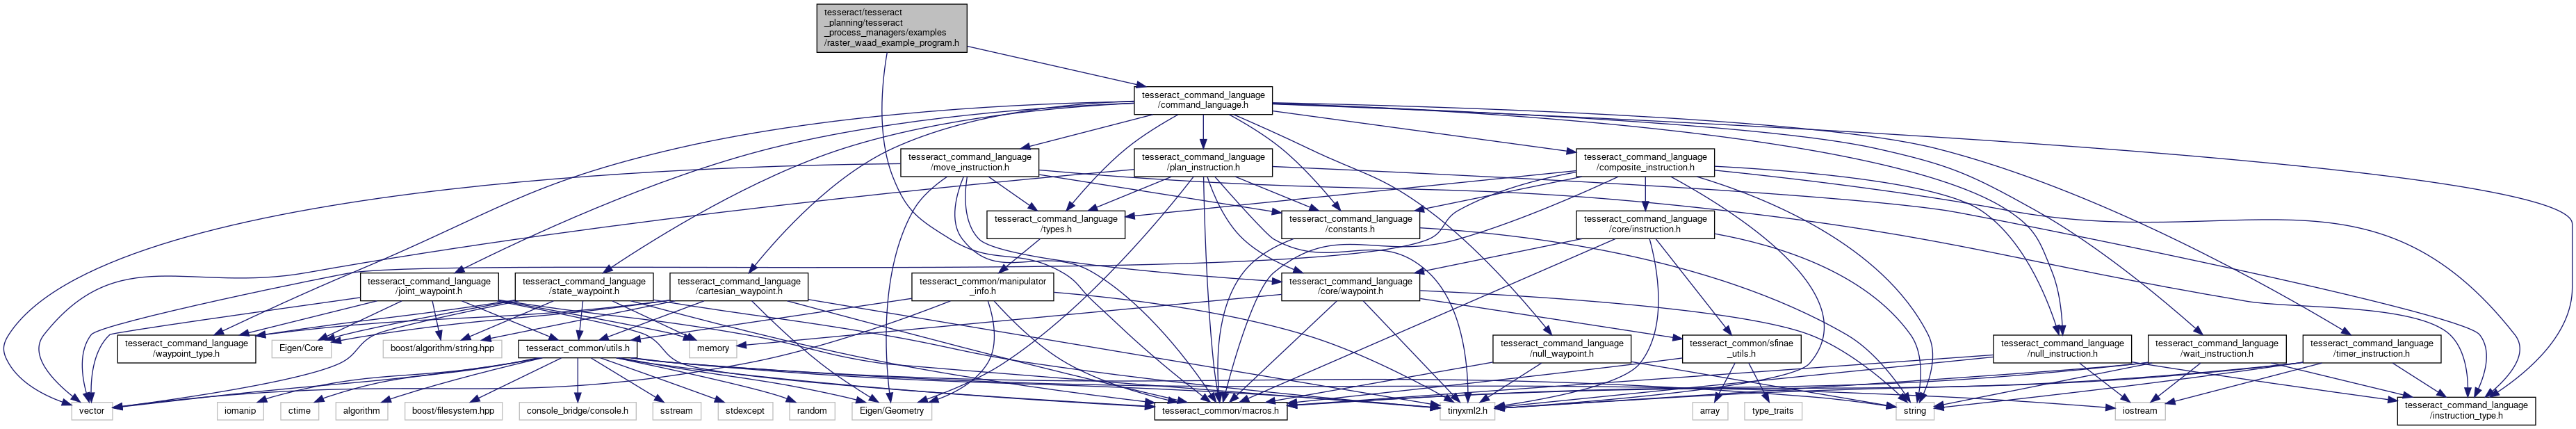 tesseract/tesseract
_planning/tesseract
_process_managers/examples
/raster_waad_example_program.h
tesseract_command_language
/command_language.h
tesseract_command_language
/move_instruction.h
tesseract_command_language
/plan_instruction.h
tesseract_command_language
/composite_instruction.h
tesseract_command_language
/types.h
tesseract_command_language
/constants.h
tesseract_command_language
/core/instruction.h
tesseract_command_language
/joint_waypoint.h
tesseract_command_language
/state_waypoint.h
tesseract_command_language
/cartesian_waypoint.h
tesseract_common/manipulator
_info.h
tesseract_command_language
/core/waypoint.h
tesseract_command_language
/waypoint_type.h
Eigen/Core
boost/algorithm/string.hpp
tesseract_common/utils.h
memory
tesseract_command_language
/null_waypoint.h
tesseract_common/sfinae
_utils.h
tesseract_command_language
/null_instruction.h
tesseract_command_language
/wait_instruction.h
tesseract_command_language
/timer_instruction.h
vector
iomanip
ctime
algorithm
boost/filesystem.hpp
console_bridge/console.h
sstream
stdexcept
random
Eigen/Geometry
tesseract_common/macros.h
tinyxml2.h
array
type_traits
string
iostream
tesseract_command_language
/instruction_type.h